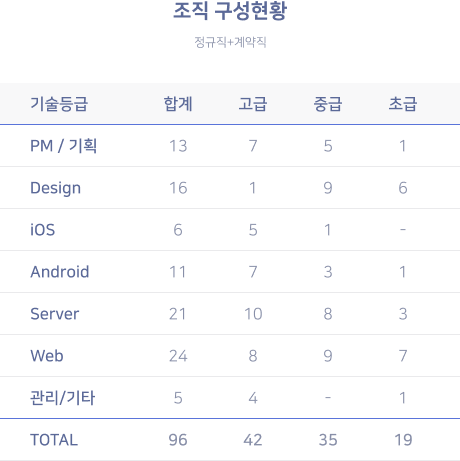 조직 구성현황
정규직+계약직
기술등급 합계 고급 중급 초급
PM / 기획 13 7 5 1
Design 16 1 9 6
iOS 6 5 1 -
Android 11 7 3 1
Server 21 10 8 3
Web 24 8 9 7
관리/기타 5 4 - 1
TOTAL 96 42 35 19